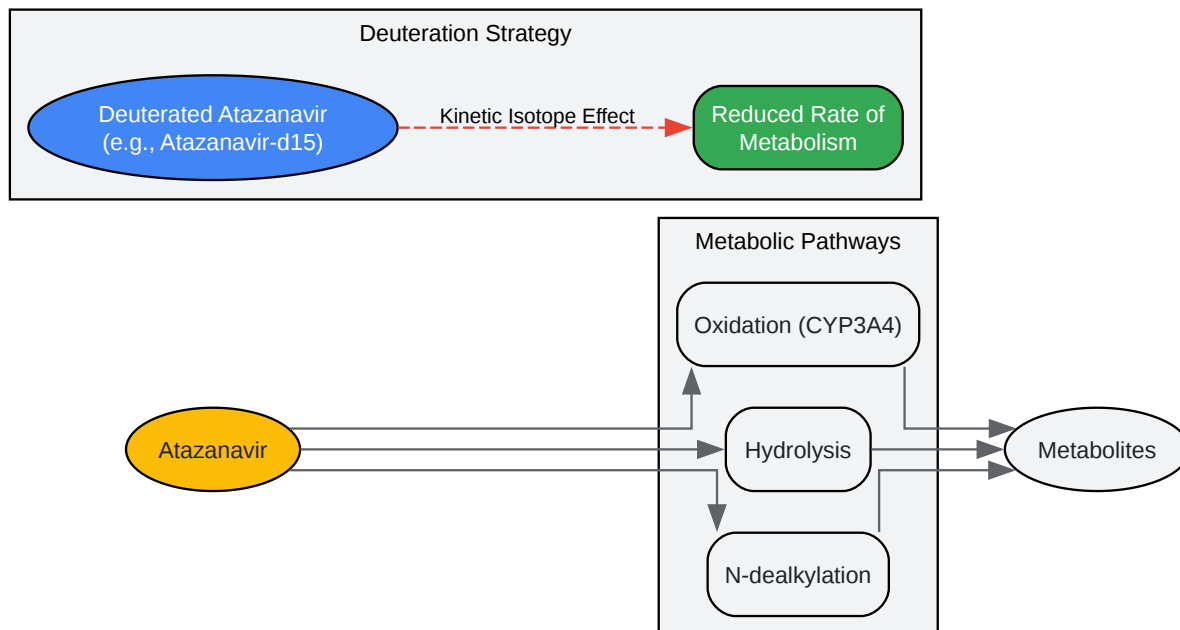 Deuteration Strategy
Deuterated Atazanavir
(e.g., Atazanavir-d15)
Kinetic Isotope Effect
Reduced Rate of
Metabolism
Metabolic Pathways
Oxidation (CYP3A4)
Atazanavir
Hydrolysis
Metabolites
N-dealkylation